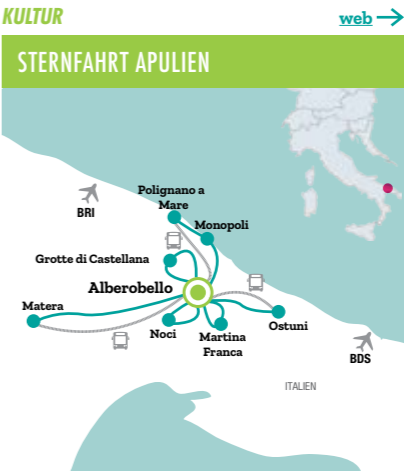 KULTUR
web
STERNFAHRT APULIEN
Polignano a
Mare
BRI
Monopoli
Grotte di Castellana
Alberobello
Matera
Noci
Martina
Franca
Ostuni
BDS
ITALIEN